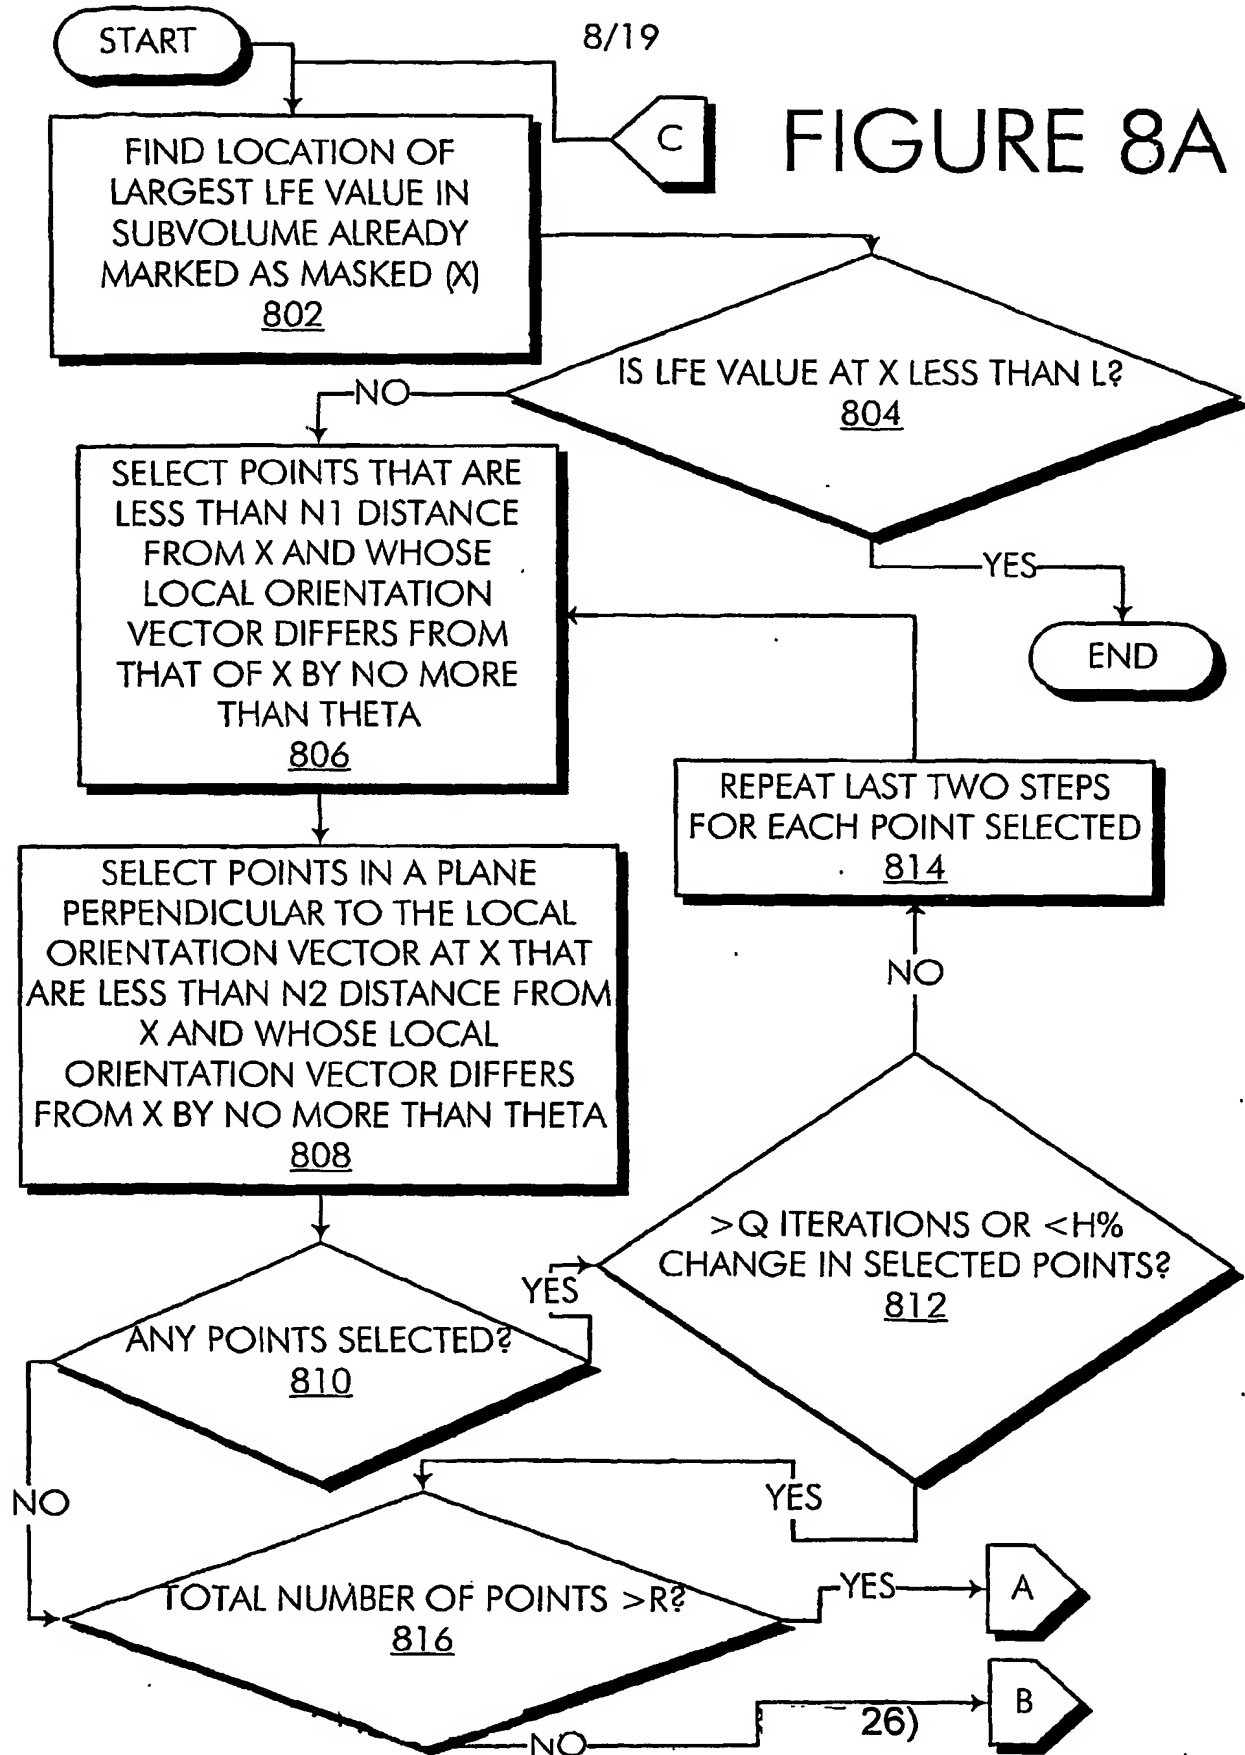 START
8/19
C
FIGURE 8A
FIND LOCATION OF
LARGEST LFE VALUE IN
SUBVOLUME ALREADY
MARKED AS MASKED (X)
802
IS LFE VALUE AT X LESS THAN L?
804
NO
YES
END
SELECT POINTS THAT ARE
LESS THAN N1 DISTANCE
FROM X AND WHOSE
LOCAL ORIENTATION
VECTOR DIFFERS FROM
THAT OF X BY NO MORE
THAN THETA
806
REPEAT LAST TWO STEPS
FOR EACH POINT SELECTED
814
SELECT POINTS IN A PLANE
PERPENDICULAR TO THE LOCAL
ORIENTATION VECTOR AT X THAT
ARE LESS THAN N2 DISTANCE FROM
X AND WHOSE LOCAL
ORIENTATION VECTOR DIFFERS
FROM X BY NO MORE THAN THETA
808
NO
>Q ITERATIONS OR <H%
CHANGE IN SELECTED POINTS?
812
YES
ANY POINTS SELECTED?
810
YES
NO
TOTAL NUMBER OF POINTS >R?
816
YES
A
NO
B
26)